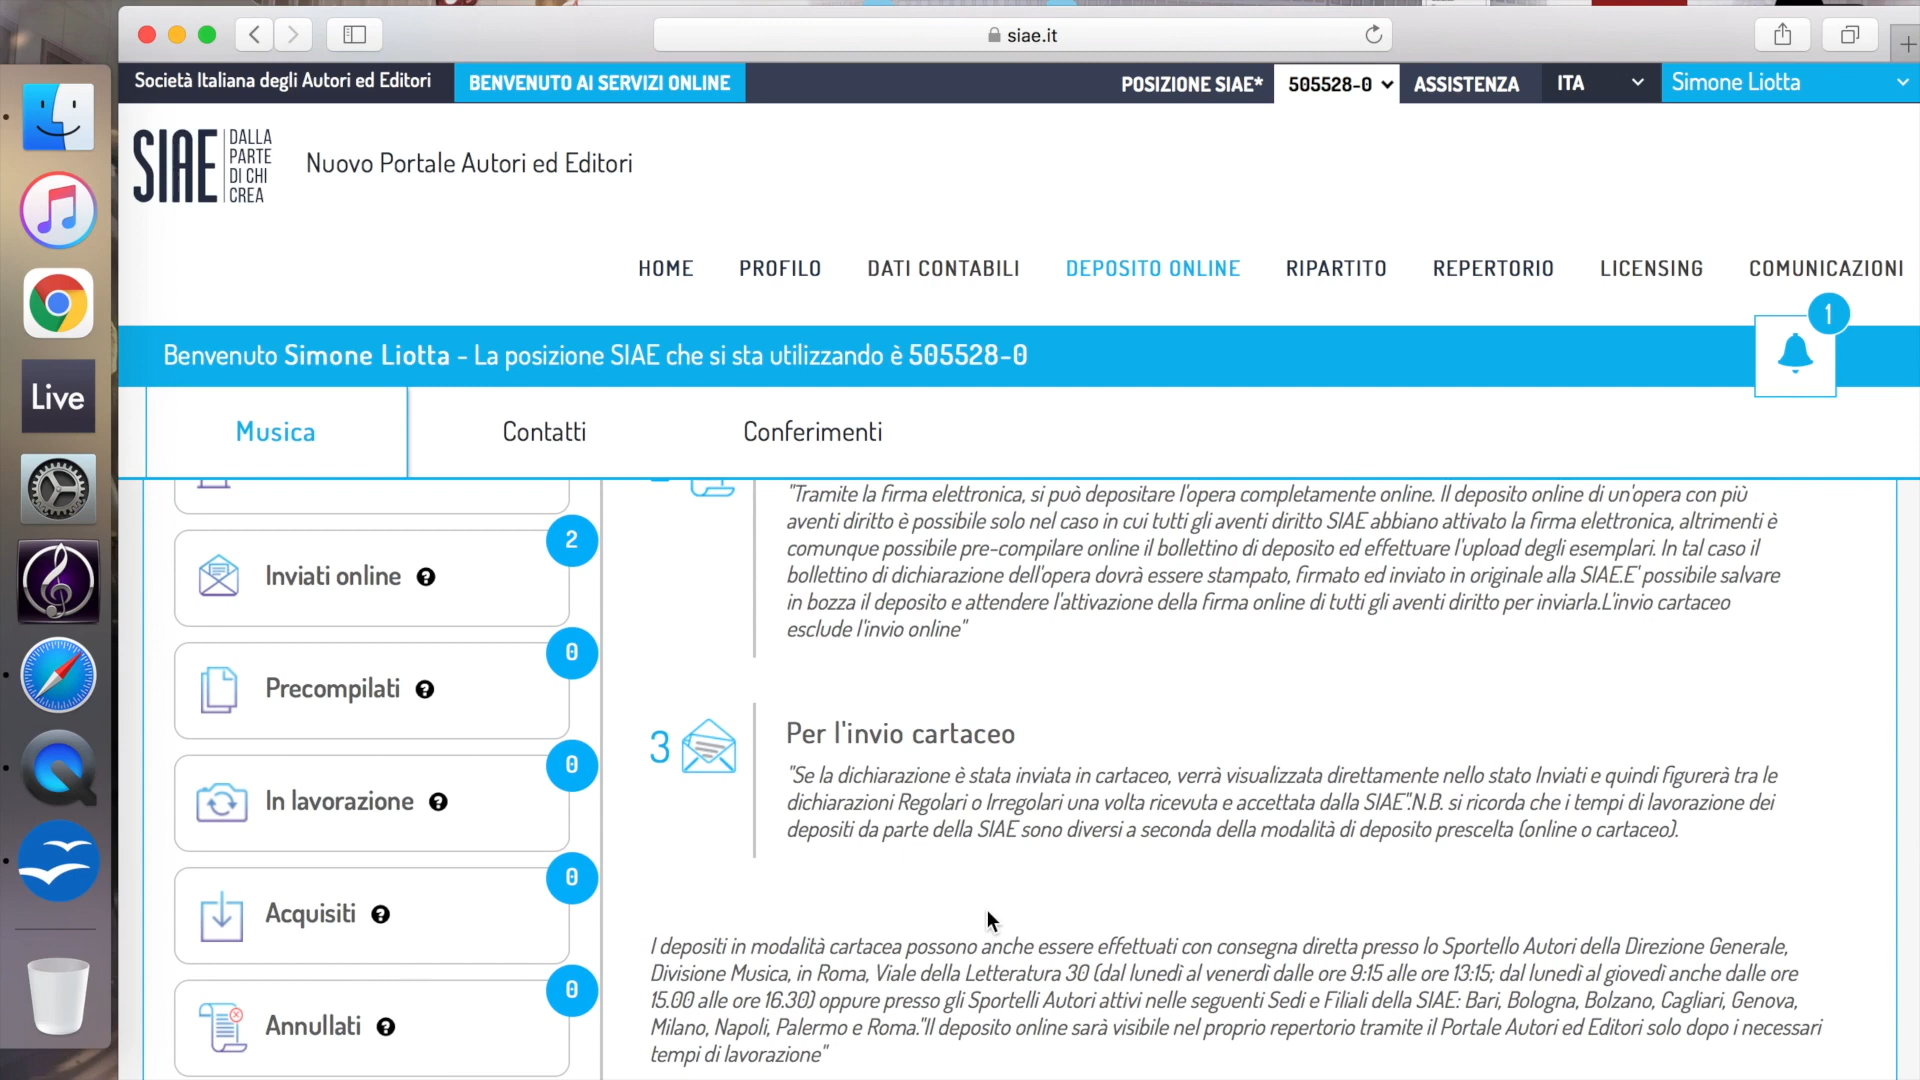 siae.it
Società Italiana degli Autori ed Editori
BENVENUTO AI SERVIZI ONLINE
POSIZIONE SIAE*
505528-0
ASSISTENZA
ITA
Simone Liotta
SIAE
DALLA
PARTE
DI CHI
CREA
Nuovo Portale Autori ed Editori
HOME
PROFILO
DATI CONTABILI
DEPOSITO ONLINE
RIPARTITO
REPERTORIO
LICENSING
COMUNICAZIONI
1
Benvenuto Simone Liotta - La posizione SIAE che si sta utilizzando è 505528-0
Live
Musica
Contatti
Conferimenti
2
Inviati online ?
0
Precompilati ?
0
In lavorazione ?
0
Acquisiti ?
0
Annullati ?
"Tramite la firma elettronica, si può depositare l'opera completamente online. Il deposito online di un'opera con più
aventi diritto è possibile solo nel caso in cui tutti gli aventi diritto SIAE abbiano attivato la firma elettronica, altrimenti è
comunque possibile pre-compilare online il bollettino di deposito ed effettuare l'upload degli esemplari. In tal caso il
bollettino di dichiarazione dell'opera dovrà essere stampato, firmato ed inviato in originale alla SIAE.E' possibile salvare
in bozza il deposito e attendere l'attivazione della firma online di tutti gli aventi diritto per inviarla.L'invio cartaceo
esclude l'invio online"
3
Per l'invio cartaceo
"Se la dichiarazione è stata inviata in cartaceo, verrà visualizzata direttamente nello stato Inviati e quindi figurerà tra le
dichiarazioni Regolari o Irregolari una volta ricevuta e accettata dalla SIAE".N.B. si ricorda che i tempi di lavorazione dei
depositi da parte della SIAE sono diversi a seconda della modalità di deposito prescelta (online o cartaceo).
I depositi in modalità cartacea possono anche essere effettuati con consegna diretta presso lo Sportello Autori della Direzione Generale,
Divisione Musica, in Roma, Viale della Letteratura 30 (dal lunedì al venerdì dalle ore 9:15 alle ore 13:15; dal lunedì al giovedì anche dalle ore
15.00 alle ore 16.30) oppure presso gli Sportelli Autori attivi nelle seguenti Sedi e Filiali della SIAE: Bari, Bologna, Bolzano, Cagliari, Genova,
Milano, Napoli, Palermo e Roma."Il deposito online sarà visibile nel proprio repertorio tramite il Portale Autori ed Editori solo dopo i necessari
tempi di lavorazione"